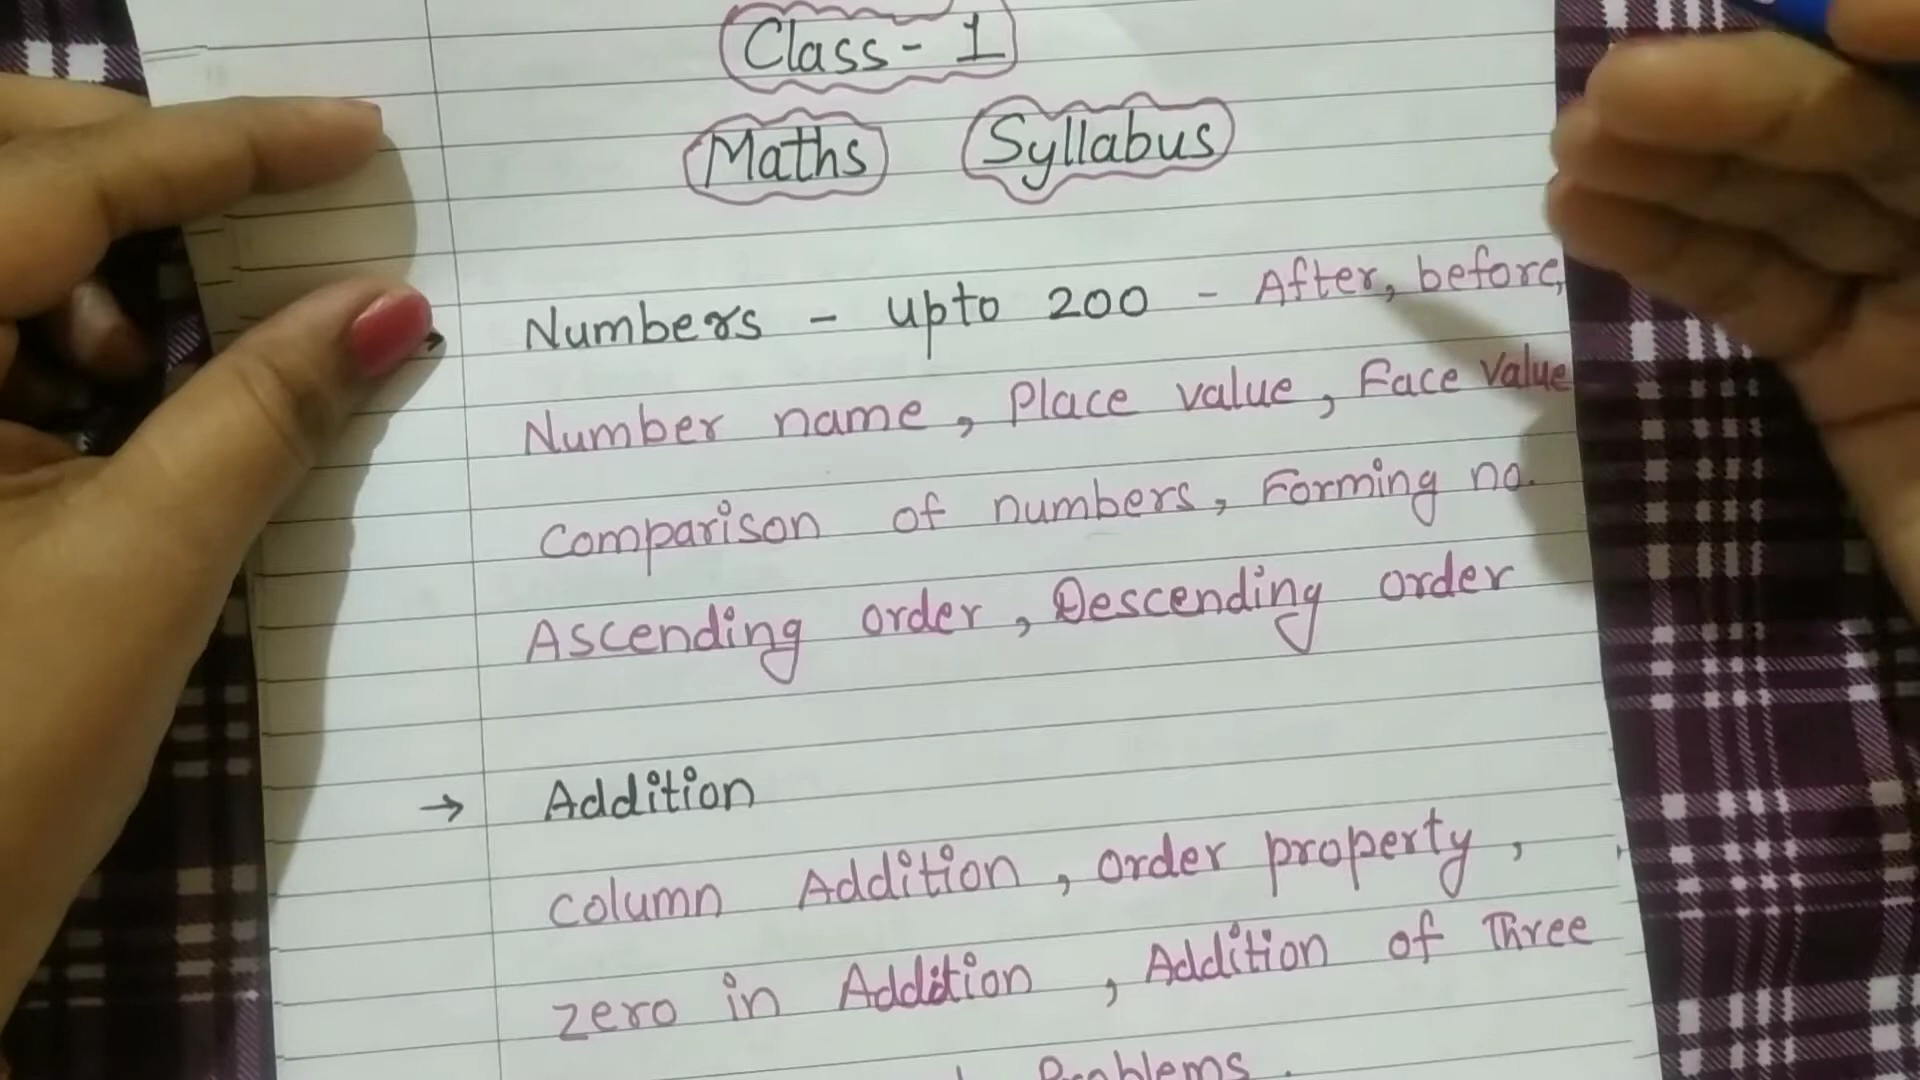 Class - 1
Maths Syllabus
→ Numbers - upto 200 - After, before,
Number name, Place value, Face value
comparison of numbers, Forming no.
Ascending order, Descending order
→ Addition
column Addition, order property,
zero in Addition, Addition of Three
Problems.